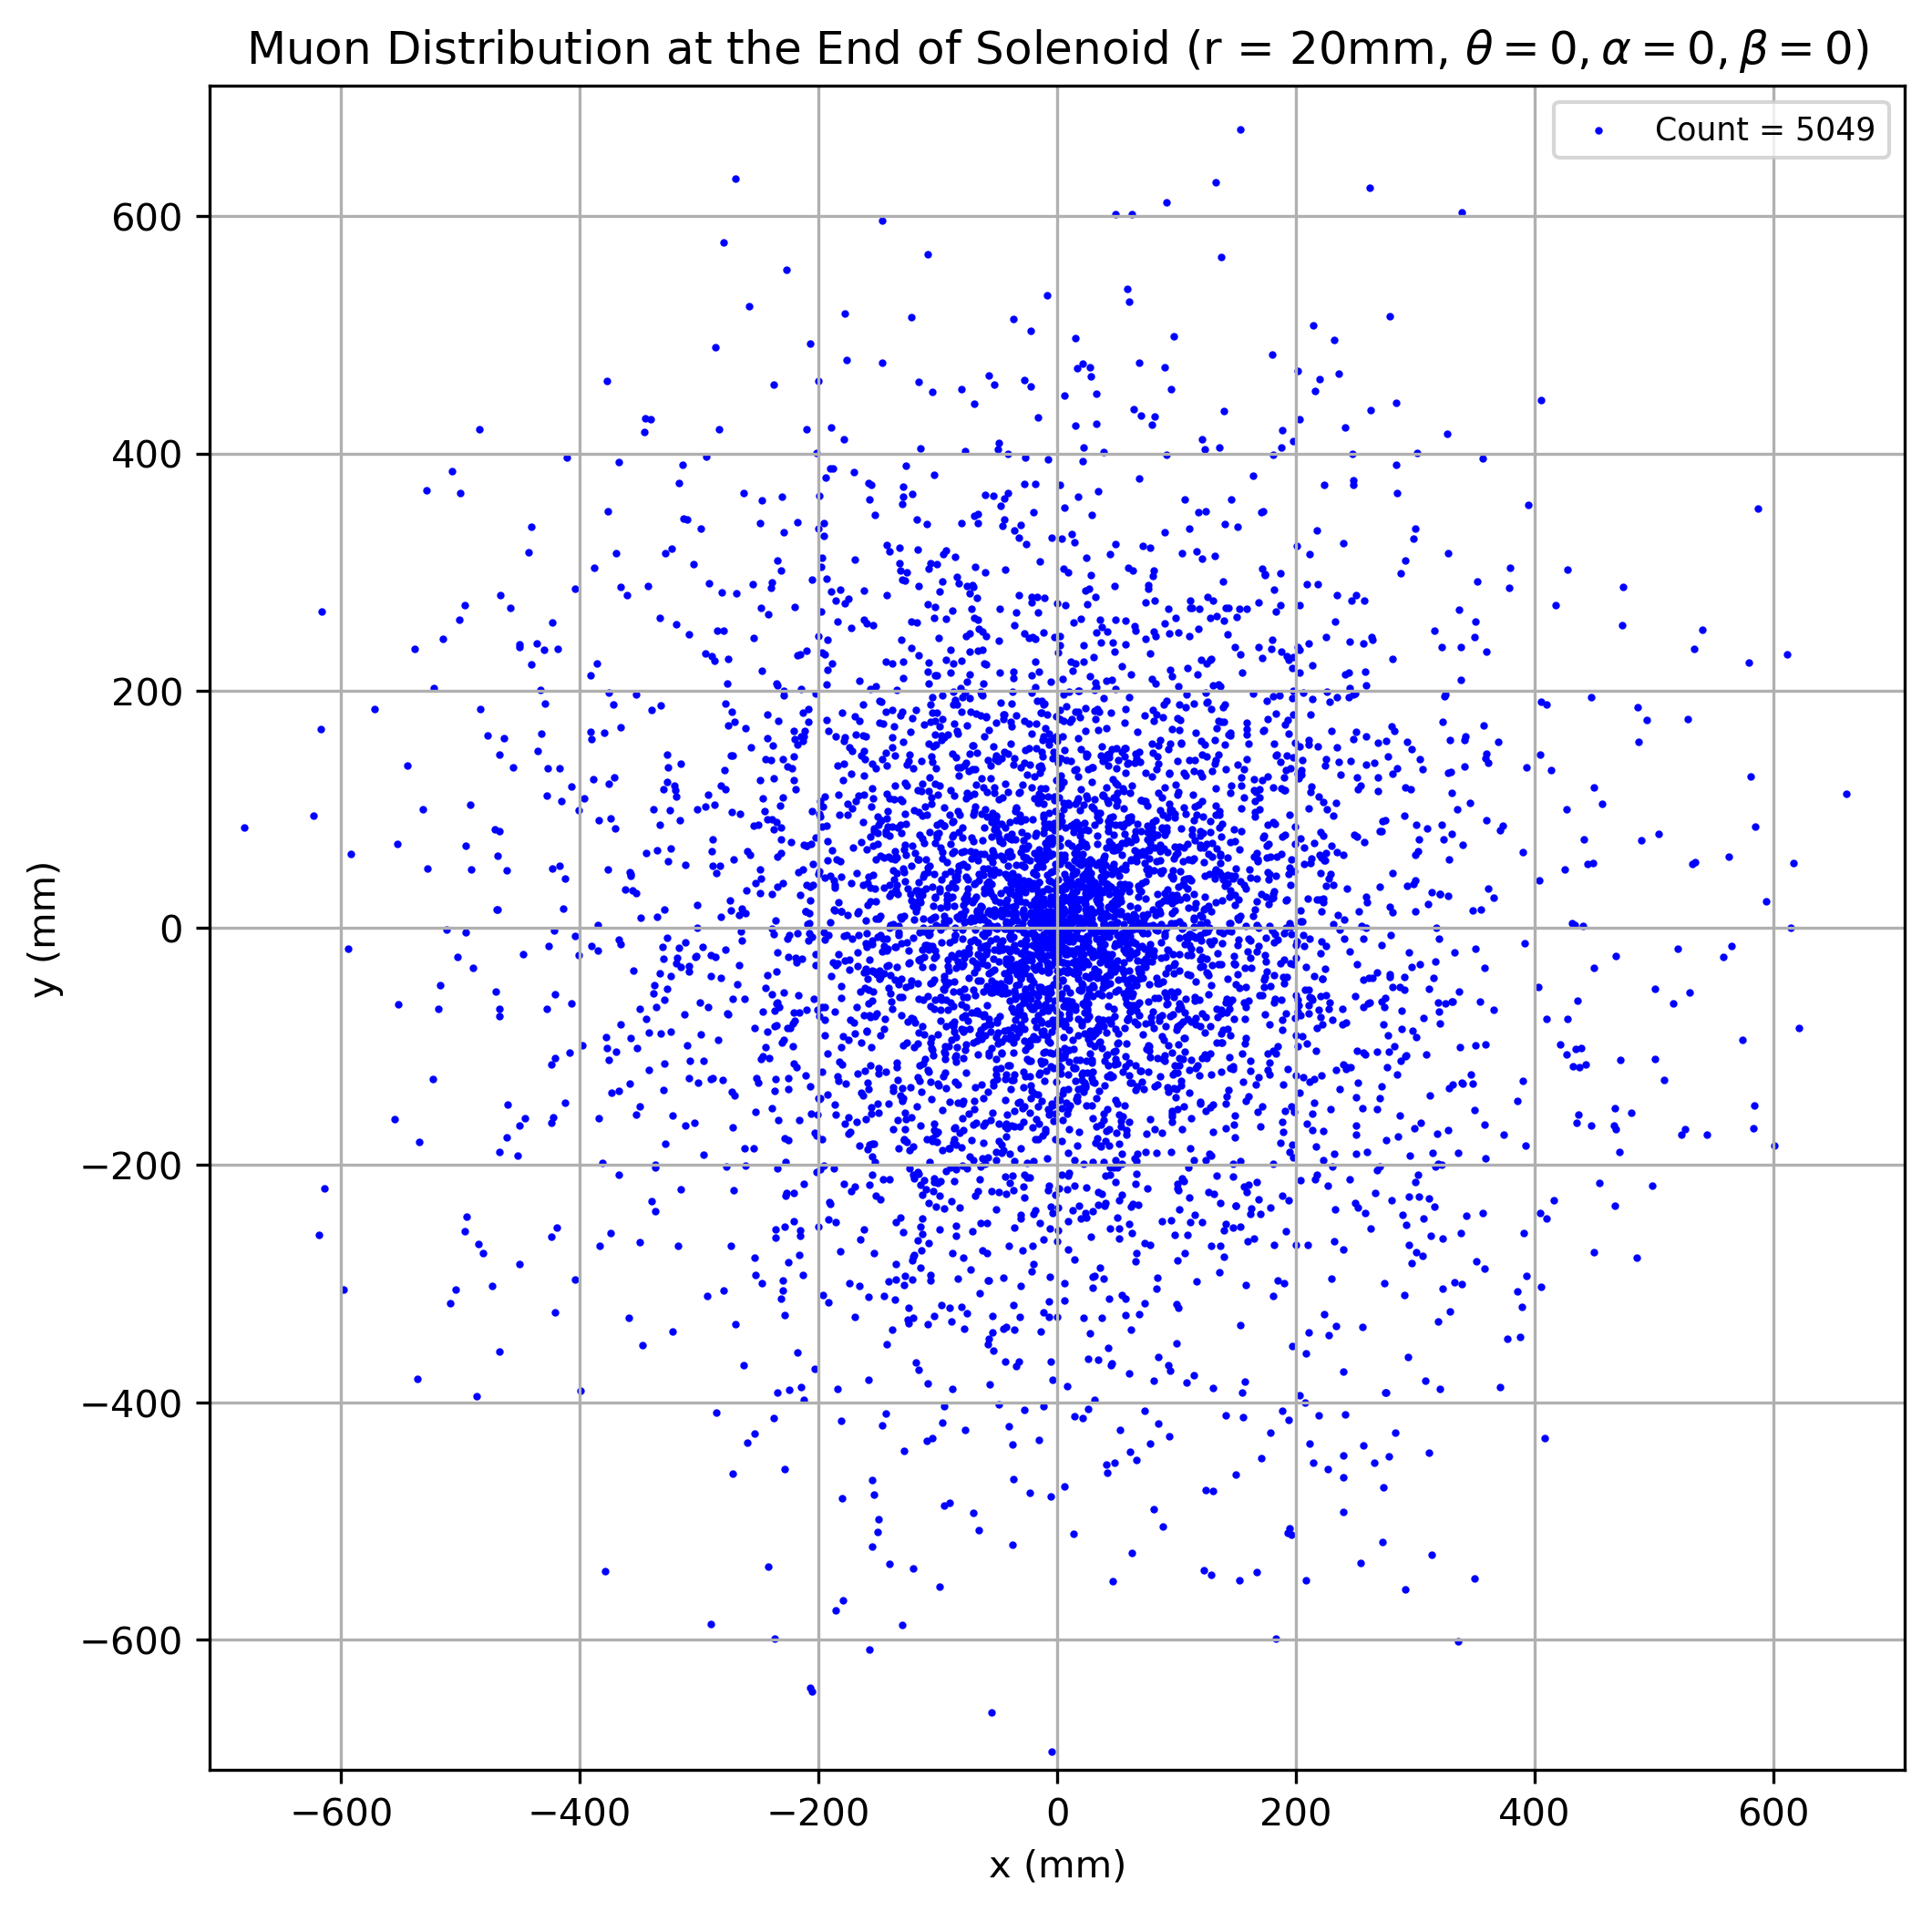 Muon Distribution at the End of Solenoid (r = 20mm, θ = 0, α = 0, β = 0)
Count = 5049
600
400
200
0
−200
−400
−600
y (mm)
−600 −400 −200 0 200 400 600
x (mm)